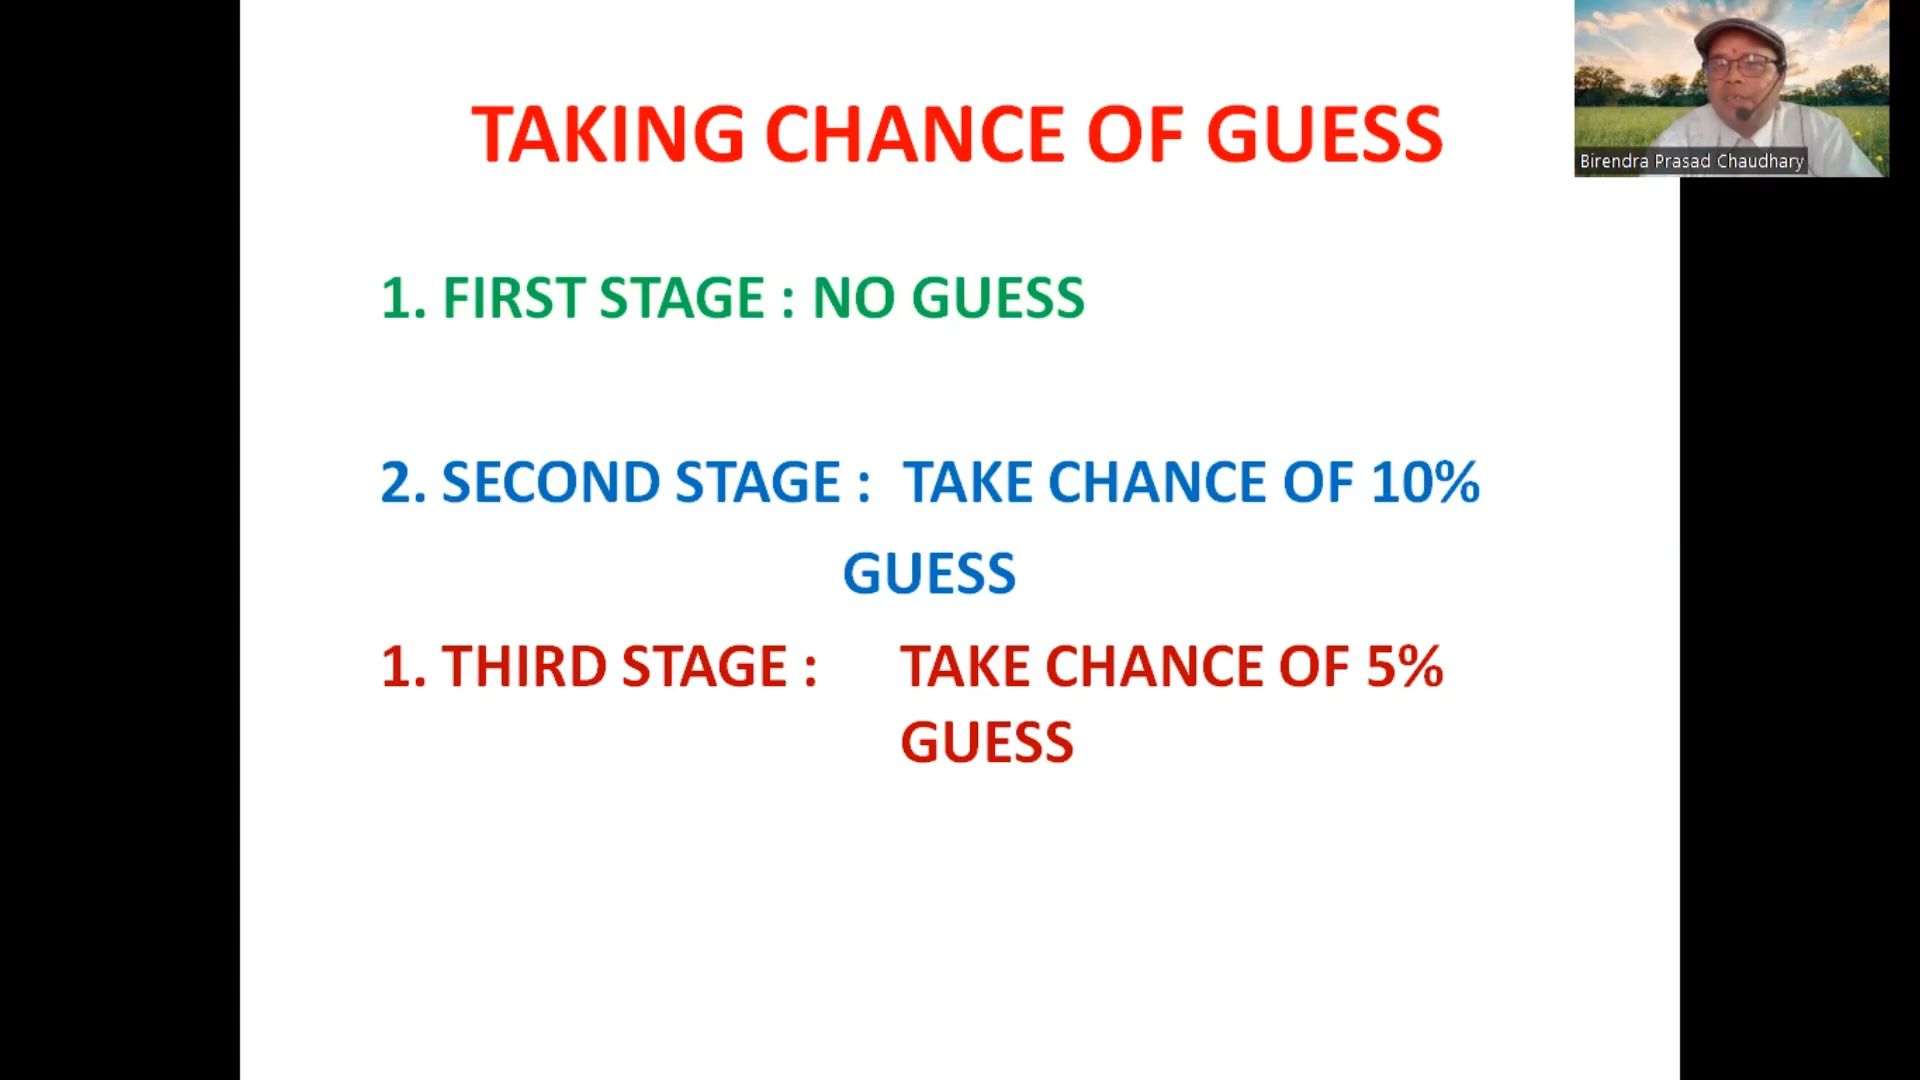 TAKING CHANCE OF GUESS
Birendra Prasad Chaudhary
1. FIRST STAGE : NO GUESS
2. SECOND STAGE : TAKE CHANCE OF 10%
GUESS
1. THIRD STAGE : TAKE CHANCE OF 5%
GUESS